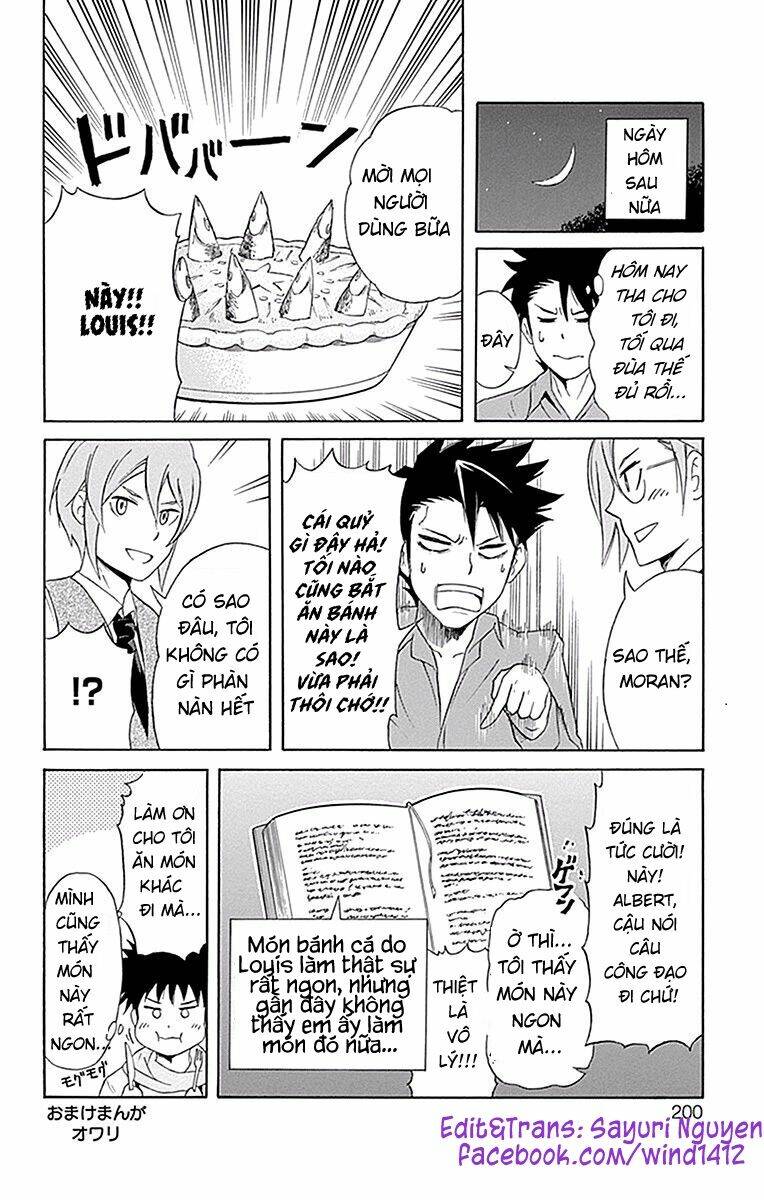 NGÀY
HÔM
SAU
NỮA
HÔM NAY
THA CHO
TÔI ĐI,
TỐI QUA
ĐÙA THẾ
ĐỦ RỒI...
ĐÂY
ドババーン
MỜI MỌI
NGƯỜI
DÙNG BỮA
NÀY!!
LOUIS!!
SAO THẾ,
MORAN?
CÁI QUỶ
GÌ ĐÂY HẢ!
TỐI NÀO
CŨNG BẮT
ĂN BÁNH
NÀY LÀ
SAO!
VỪA PHẢI
THÔI CHỚ!!
CÓ SAO
ĐÂU, TÔI
KHÔNG CÓ
GÌ PHÀN
NÀN HẾT
!?
ĐÚNG LÀ
TỨC CƯỜI!
NÀY!
ALBERT,
CẬU NÓI
CÂU
CÔNG ĐẠO
ĐI CHỨ!
ゲフン
Ờ THÌ...
TÔI THẤY
MÓN NÀY
NGON
MÀ...
THIỆT
LÀ
VÔ
LÝ!!!
Món bánh cá do
Louis làm thật sự
rất ngon, nhưng
gần đây không
thấy em ấy làm
món đó nữa...
LÀM ƠN
CHO TÔI
ĂN MÓN
KHÁC
ĐI MÀ...
MÌNH
CŨNG
THẤY
MÓN
NÀY
RẤT
NGON...
モグモグ
おまけまんが
オワリ
200
Edit&Trans: Sayuri Nguyen
facebook.com/wind1412